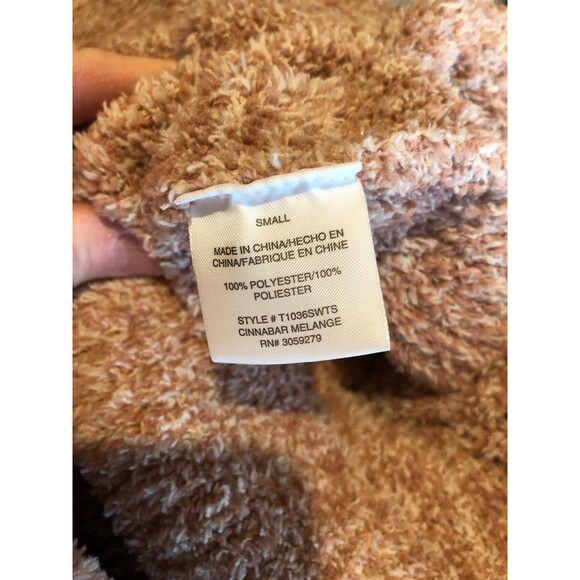 SMALL
MADE IN CHINA/HECHO EN
CHINA/FABRIQUE EN CHINE
100% POLYESTER/100%
POLIESTER
STYLE # T1036SWTS
CINNABAR MELANGE
RN# 3059279